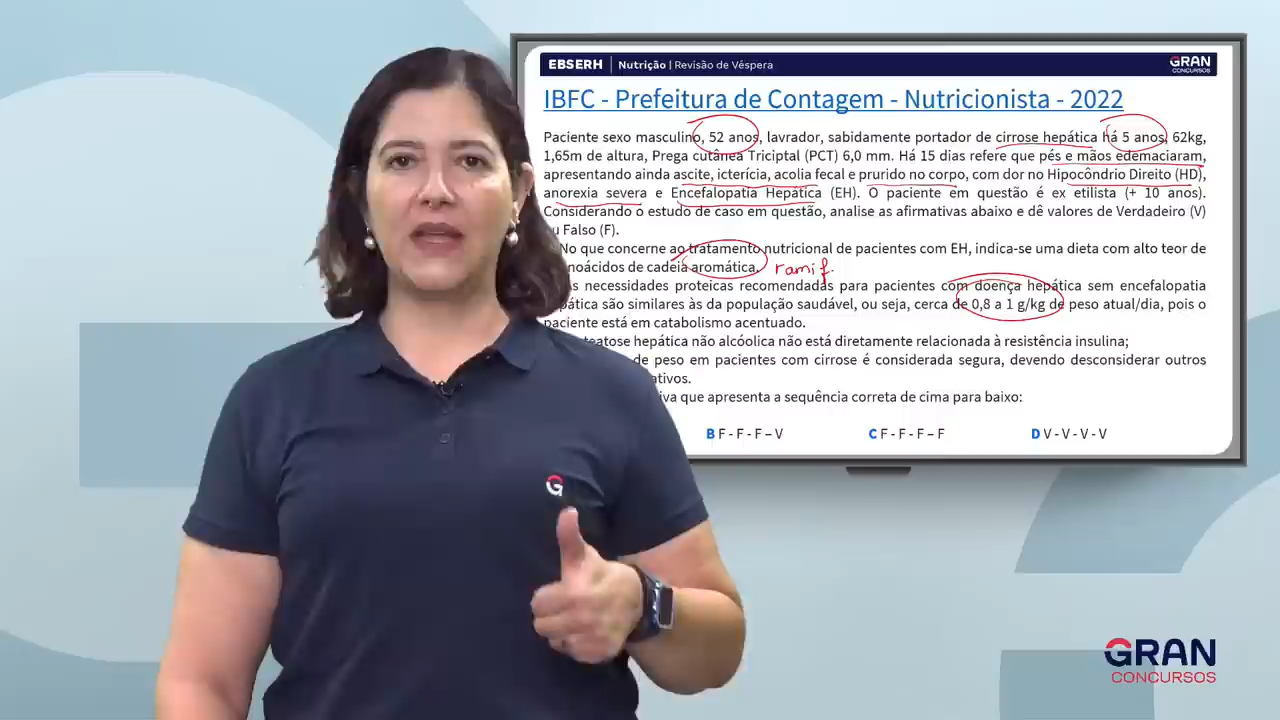 EBSERH | Nutrição | Revisão de Véspera
GRAN
CONCURSOS
IBFC - Prefeitura de Contagem - Nutricionista - 2022
Paciente sexo masculino, 52 anos, lavrador, sabidamente portador de cirrose hepática há 5 anos, 62kg,
1,65m de altura, Prega cutânea Triciptal (PCT) 6,0 mm. Há 15 dias refere que pés e mãos edemaciaram,
apresentando ainda ascite, icterícia, acolia fecal e prurido no corpo, com dor no Hipocôndrio Direito (HD),
anorexia severa e Encefalopatia Hepática (EH). O paciente em questão é ex etilista (+ 10 anos).
Considerando o estudo de caso em questão, analise as afirmativas abaixo e dê valores de Verdadeiro (V)
Falso (F).
No que concerne ao tratamento nutricional de pacientes com EH, indica-se uma dieta com alto teor de
de cadeia aromática. ramif.
necessidades proteicas recomendadas para pacientes com doença hepática sem encefalopatia
são similares às da população saudável, ou seja, cerca de 0,8 a 1 g/kg de peso atual/dia, pois o
paciente está em catabolismo acentuado.
hepática não alcóolica não está diretamente relacionada à resistência insulina;
de peso em pacientes com cirrose é considerada segura, devendo desconsiderar outros
que apresenta a sequência correta de cima para baixo:
B F - F - F – V C F - F - F – F D V - V - V - V
G
GRAN
CONCURSOS